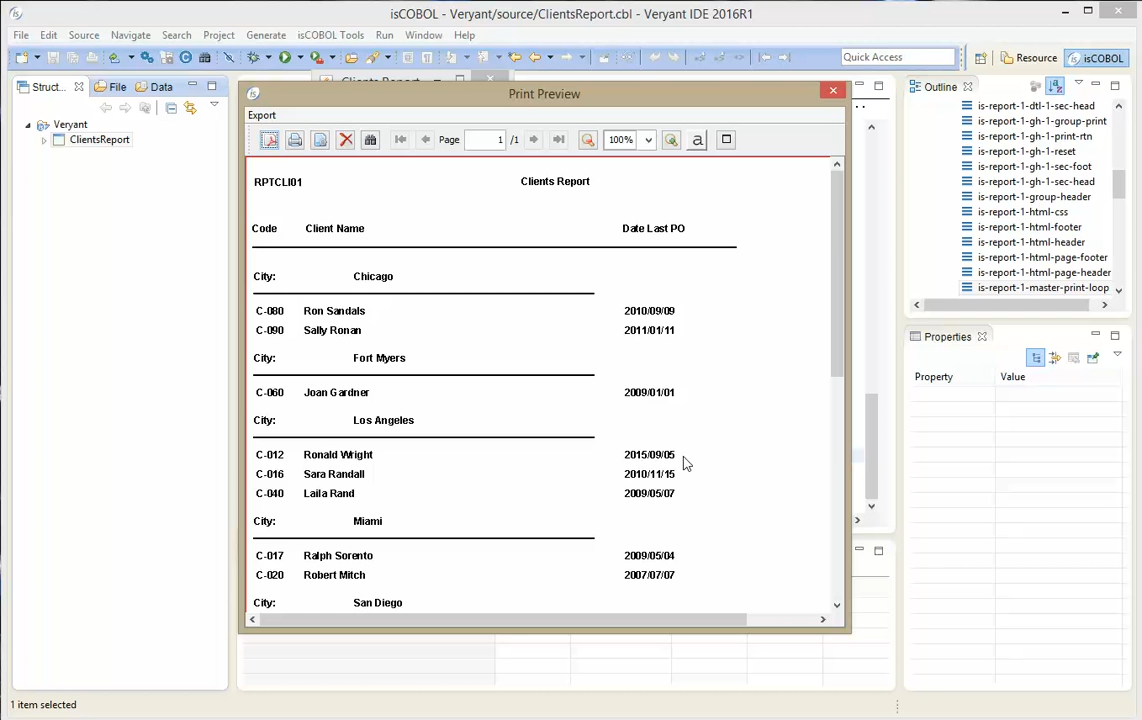 isCOBOL - Veryant/source/ClientsReport.cbl - Veryant IDE 2016R1
File Edit Source Navigate Search Project Generate isCOBOL Tools Run Window Help
Quick Access
Resource
isCOBOL
Struct...
File
Data
Veryant
ClientsReport
Print Preview
Export
Page 1 /1
100%
a
RPTCLI01 Clients Report
Code Client Name Date Last PO
City: Chicago
C-080 Ron Sandals 2010/09/09
C-090 Sally Ronan 2011/01/11
City: Fort Myers
C-060 Joan Gardner 2009/01/01
City: Los Angeles
C-012 Ronald Wright 2015/09/05
C-016 Sara Randall 2010/11/15
C-040 Laila Rand 2009/05/07
City: Miami
C-017 Ralph Sorento 2009/05/04
C-020 Robert Mitch 2007/07/07
City: San Diego
Outline
is-report-1-dtl-1-sec-head
is-report-1-gh-1-group-print
is-report-1-gh-1-print-rtn
is-report-1-gh-1-reset
is-report-1-gh-1-sec-foot
is-report-1-gh-1-sec-head
is-report-1-group-header
is-report-1-html-css
is-report-1-html-footer
is-report-1-html-header
is-report-1-html-page-footer
is-report-1-html-page-header
is-report-1-master-print-loop
Properties
Property Value
1 item selected